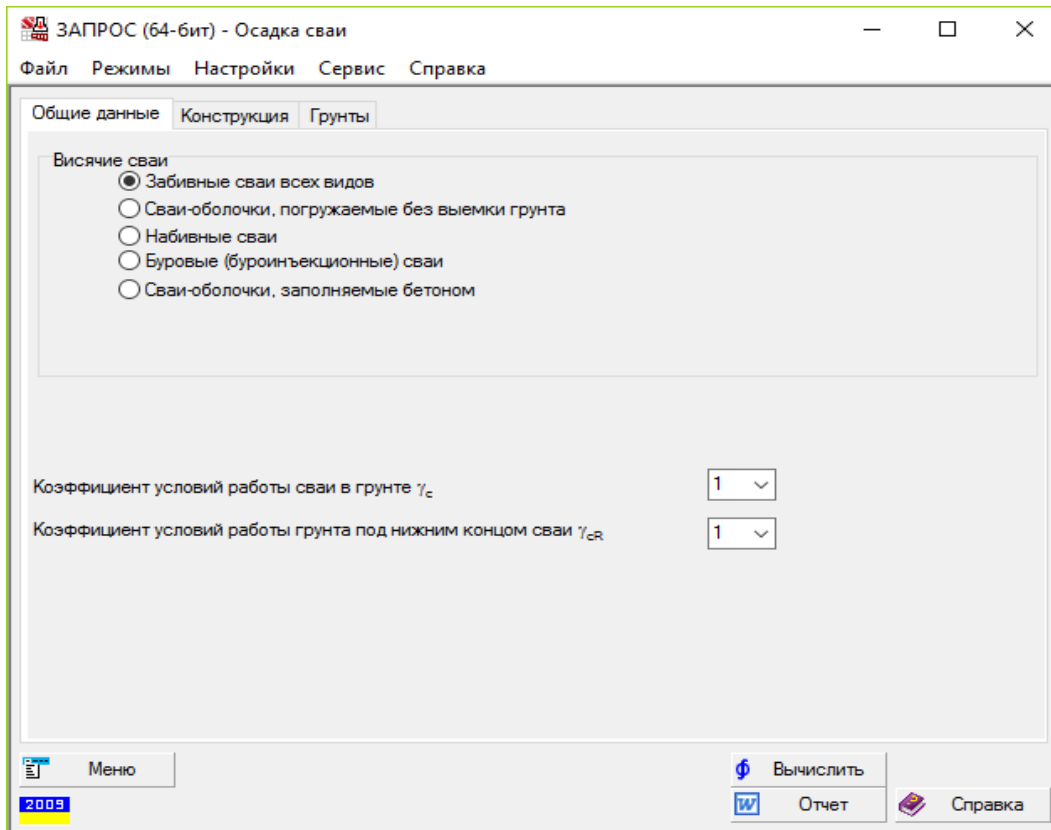 ЗАПРОС (64-бит) - Осадка сваи
Файл Режимы Настройки Сервис Справка
Общие данные Конструкция Грунты
Висячие сваи
Забивные сваи всех видов
Сваи-оболочки, погружаемые без выемки грунта
Набивные сваи
Буровые (буроинъекционные) сваи
Сваи-оболочки, заполняемые бетоном
Коэффициент условий работы сваи в грунте γc 1
Коэффициент условий работы грунта под нижним концом сваи γcR 1
Меню Вычислить
2009 Отчет Справка